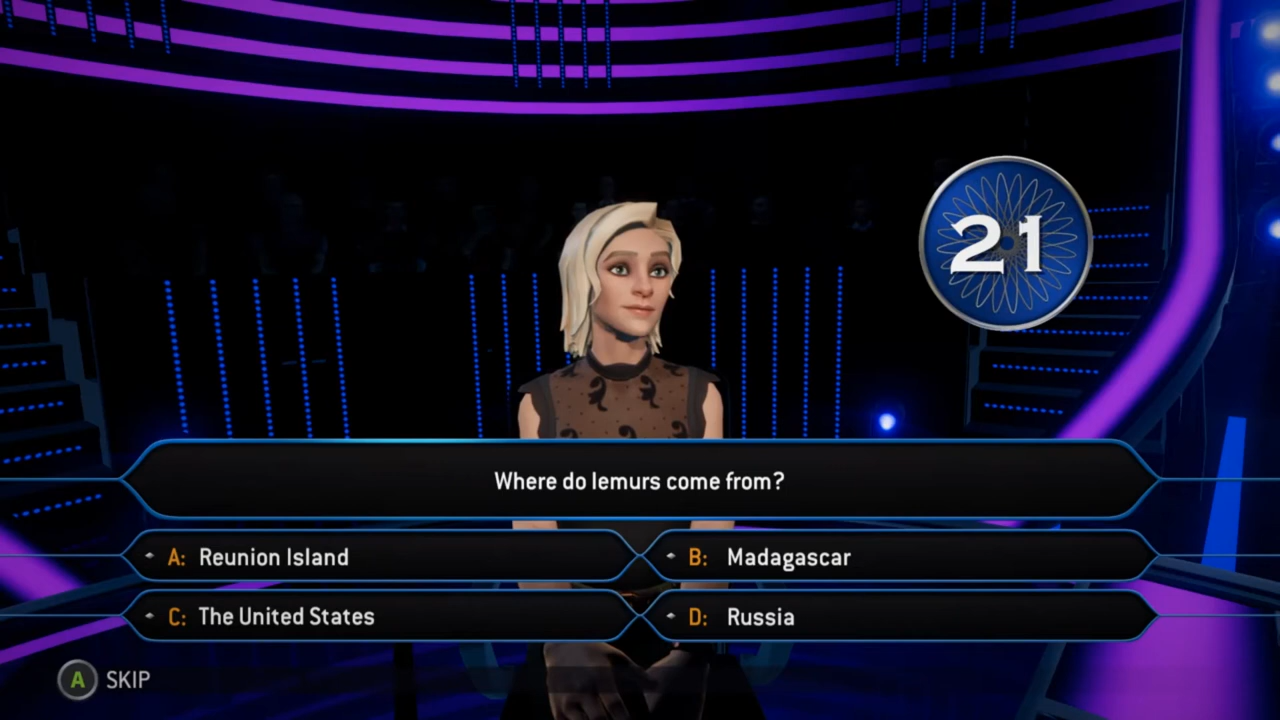 21
Where do lemurs come from?
A: Reunion Island
B: Madagascar
C: The United States
D: Russia
A SKIP